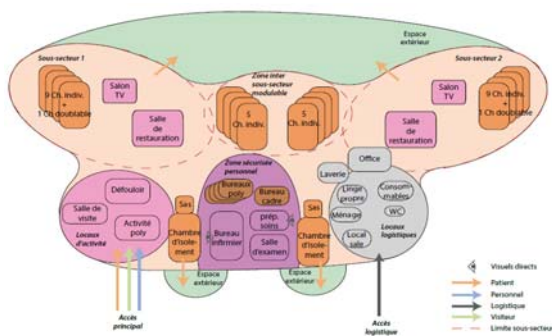 Espace
extérieur
Sous-secteur 1
Zone inter
sous-secteur
modulable
Sous-secteur 2
9 Ch. indiv.
+
1 Ch doublable
Salon
TV
Salle
de
restauration
5
Ch. indiv.
5
Ch. indiv.
Salon
TV
Salle
de
restauration
9 Ch. indiv.
+
1 Ch doublable
Zone sécurisée
personnel
Office
Laverie
Défouloir
Salle de
visite
Activité
poly
Locaux
d'activité
Sas
Chambre
d'isole-
ment
Bureaux poly
Bureau
cadre
Bureau
infirmier
prép.
soins
Salle
d'examen
Sas
Chambre
d'isole-
ment
Linge
propre
Consom-
mables
Ménage
WC
Local
sale
Locaux
logistiques
Espace
extérieur
Espace
extérieur
Accès
principal
Accès
logistique
Visuels directs
Patient
Personnel
Logistique
Visiteur
Limite sous-secteur